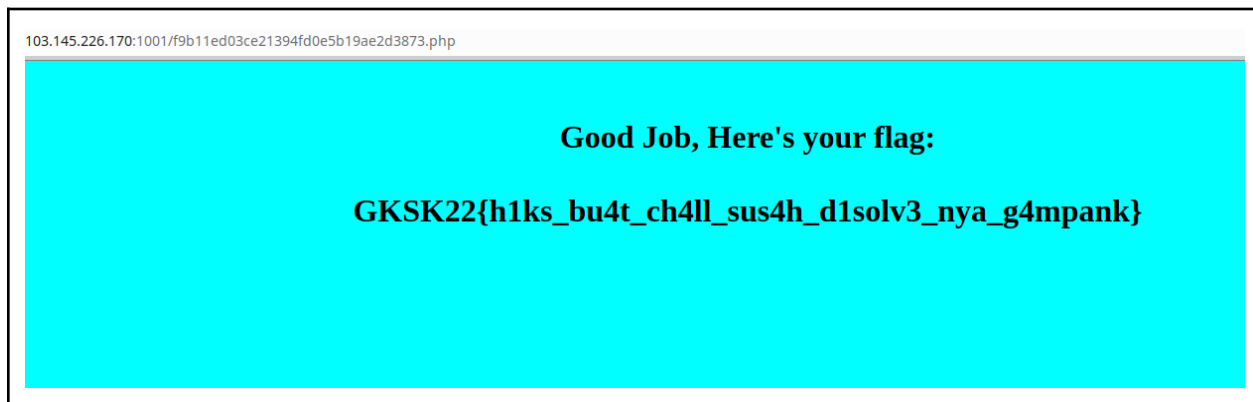 103.145.226.170:1001/f9b11ed03ce21394fd0e5b19ae2d3873.php
Good Job, Here's your flag:
GKSK22{h1ks_bu4t_ch4ll_sus4h_d1solv3_nya_g4mpank}